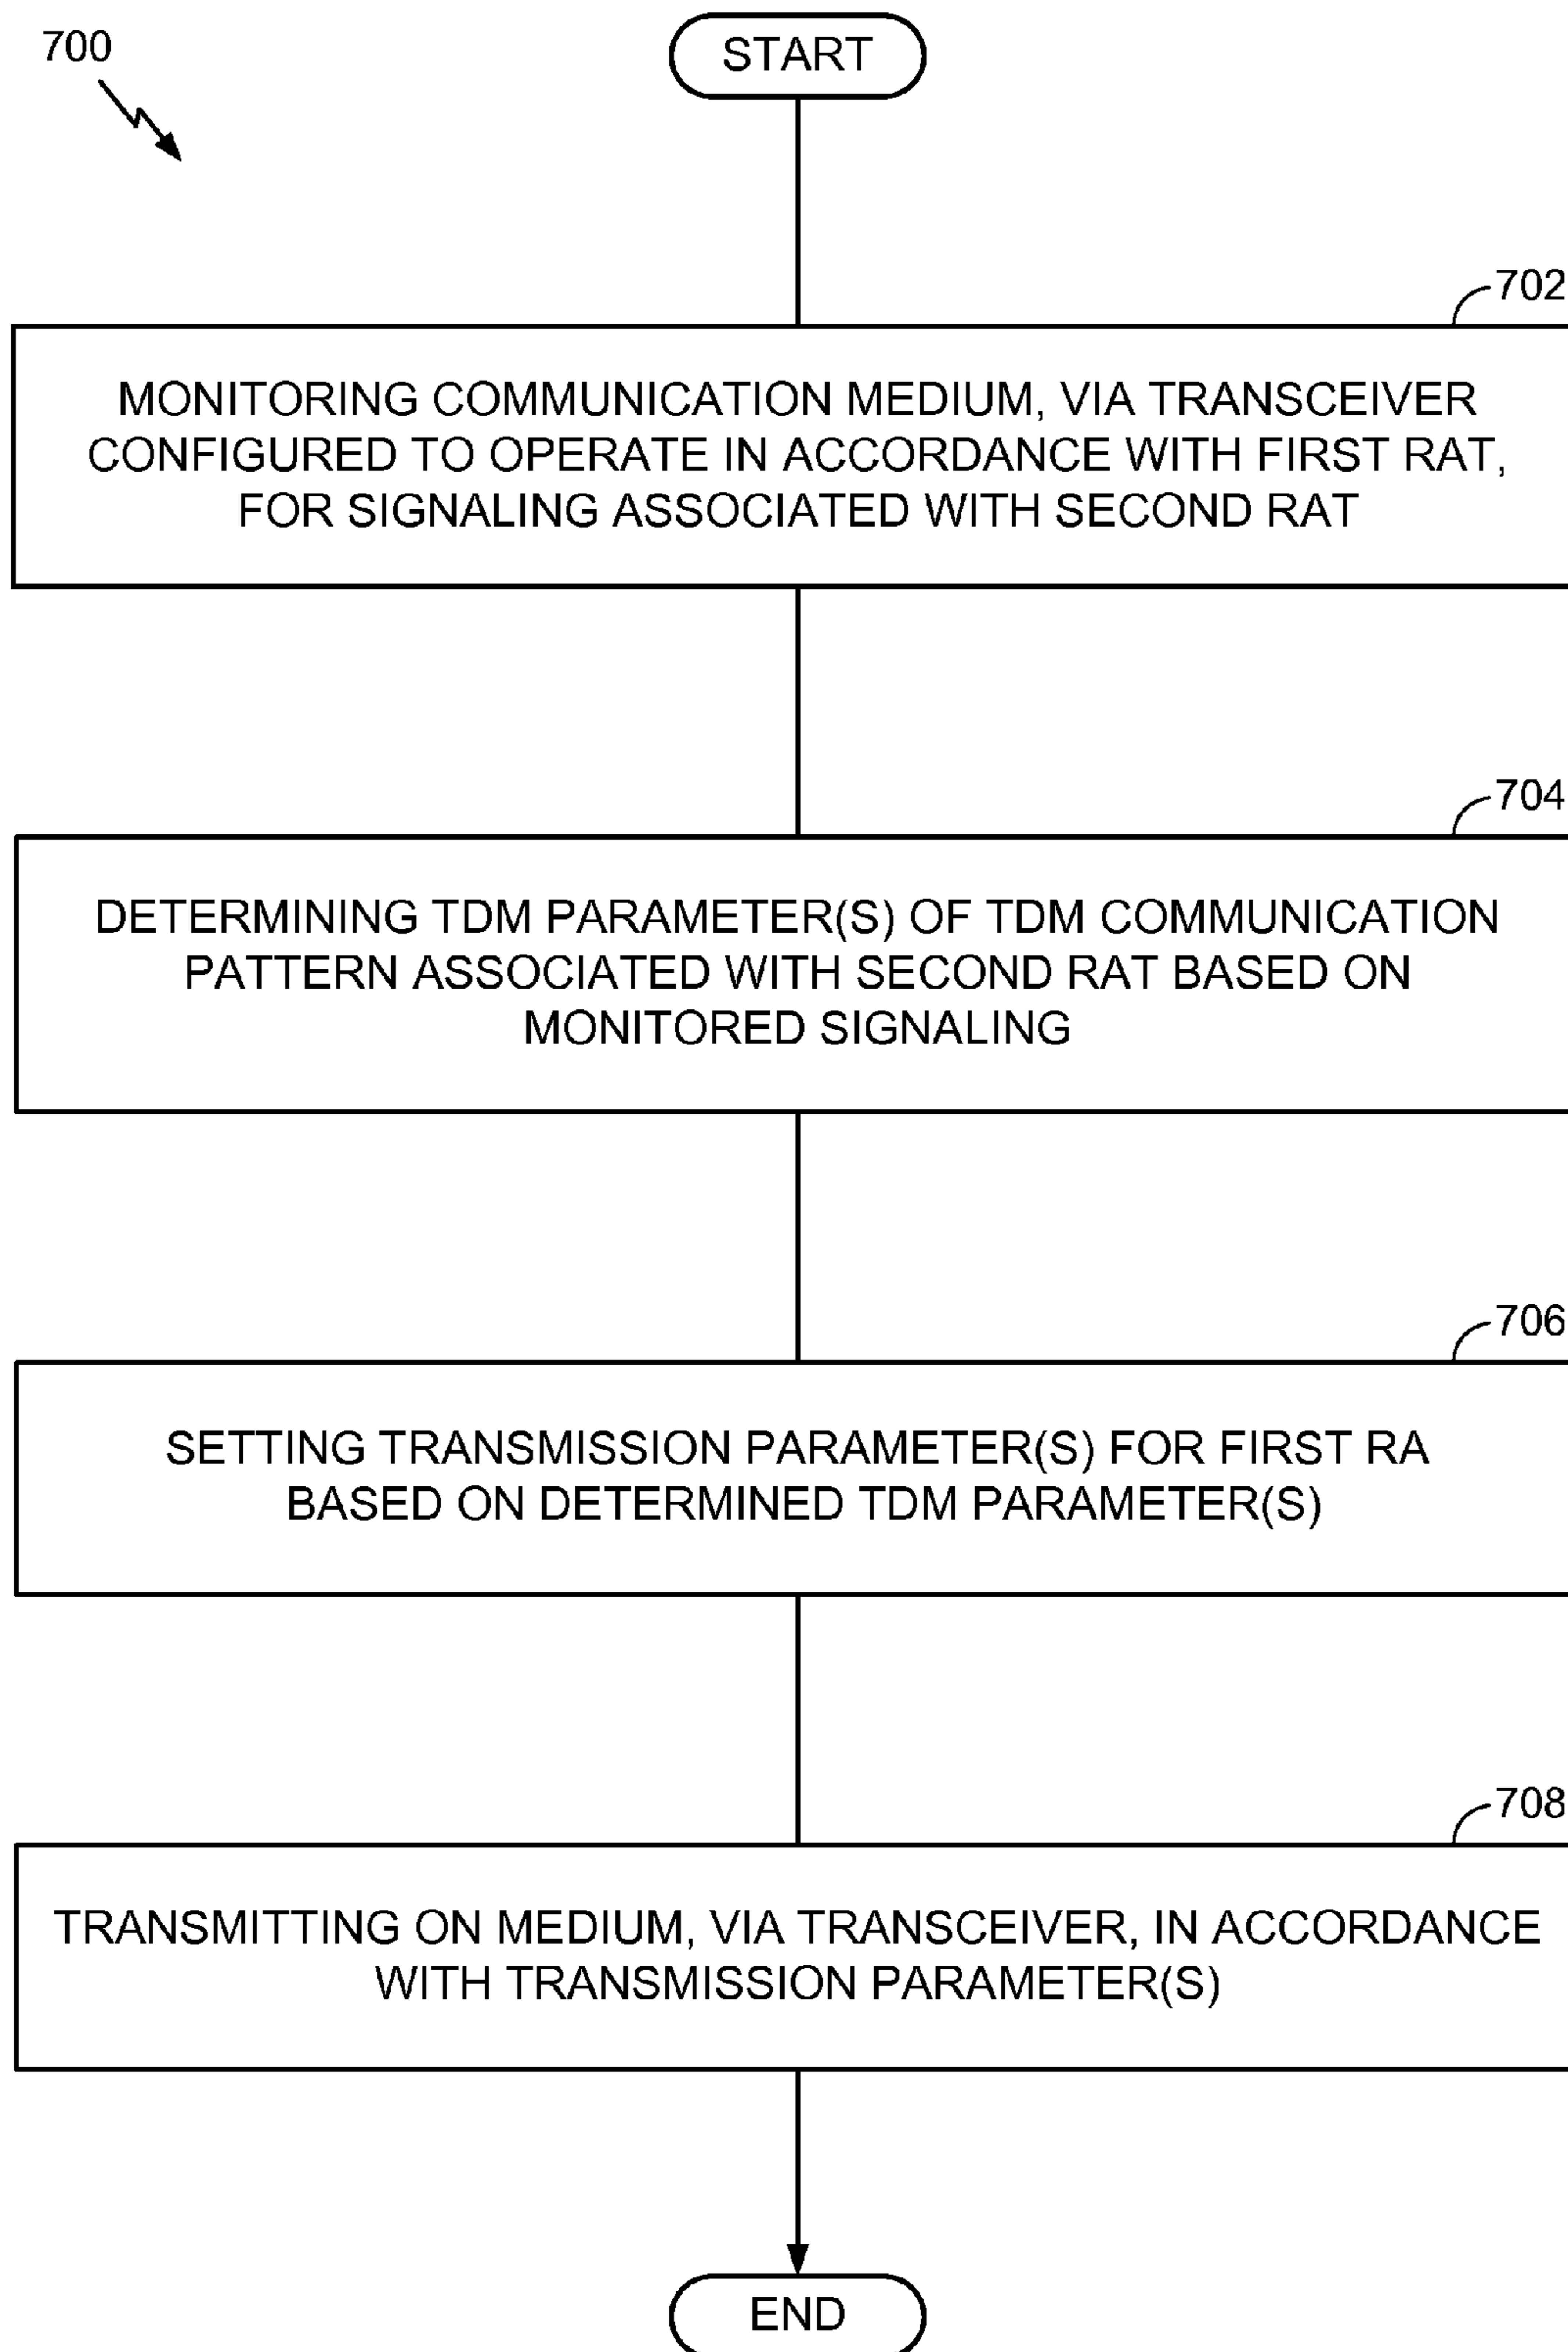 700
START
702
MONITORING COMMUNICATION MEDIUM, VIA TRANSCEIVER
CONFIGURED TO OPERATE IN ACCORDANCE WITH FIRST RAT,
FOR SIGNALING ASSOCIATED WITH SECOND RAT
704
DETERMINING TDM PARAMETER(S) OF TDM COMMUNICATION
PATTERN ASSOCIATED WITH SECOND RAT BASED ON
MONITORED SIGNALING
706
SETTING TRANSMISSION PARAMETER(S) FOR FIRST RA
BASED ON DETERMINED TDM PARAMETER(S)
708
TRANSMITTING ON MEDIUM, VIA TRANSCEIVER, IN ACCORDANCE
WITH TRANSMISSION PARAMETER(S)
END